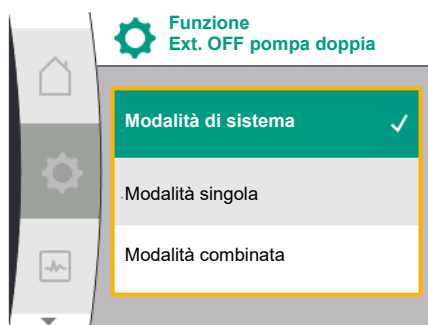 Funzione
Ext. OFF pompa doppia
Modalità di sistema
Modalità singola
Modalità combinata